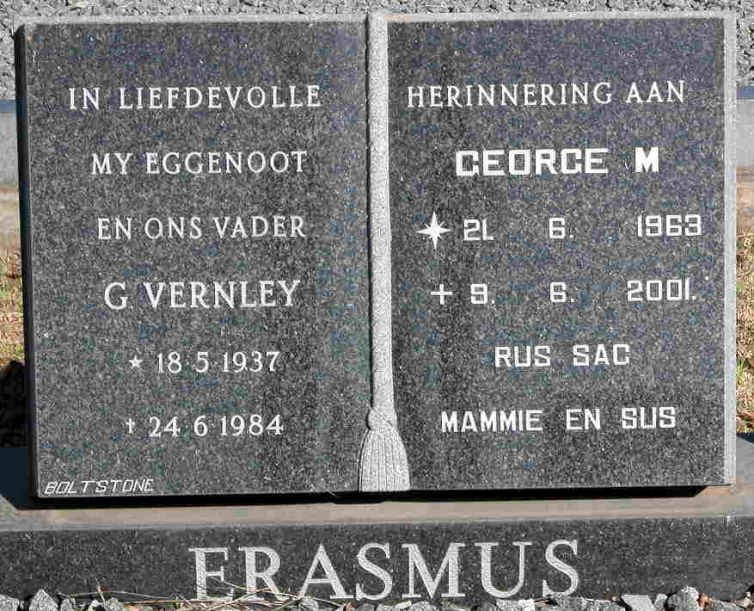 IN LIEFDEVOLLE
MY EGGENOOT
EN ONS VADER
G. VERNLEY
* 18·5·1937
† 24·6·1984
BOLTSTONE
HERINNERING AAN
GEORGE M
* 21. 6. 1963
+ 9. 6. 2001.
RUS SAG
MAMMIE EN SUS
ERASMUS